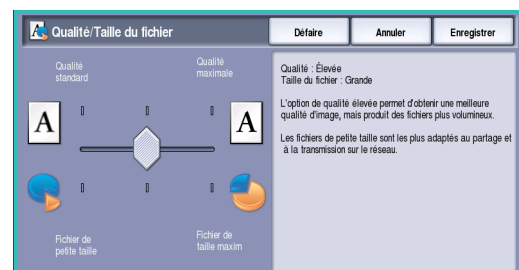 Qualité/Taille du fichier
Défaire
Annuler
Enregistrer
Qualité
standard
Qualité
maximale
A
A
Fichier de
petite taille
Fichier de
taille maxim
Qualité : Élevée
Taille du fichier : Grande
L'option de qualité élevée permet d'obtenir une meilleure
qualité d'image, mais produit des fichiers plus volumineux.
Les fichiers de petite taille sont les plus adaptés au partage et
à la transmission sur le réseau.